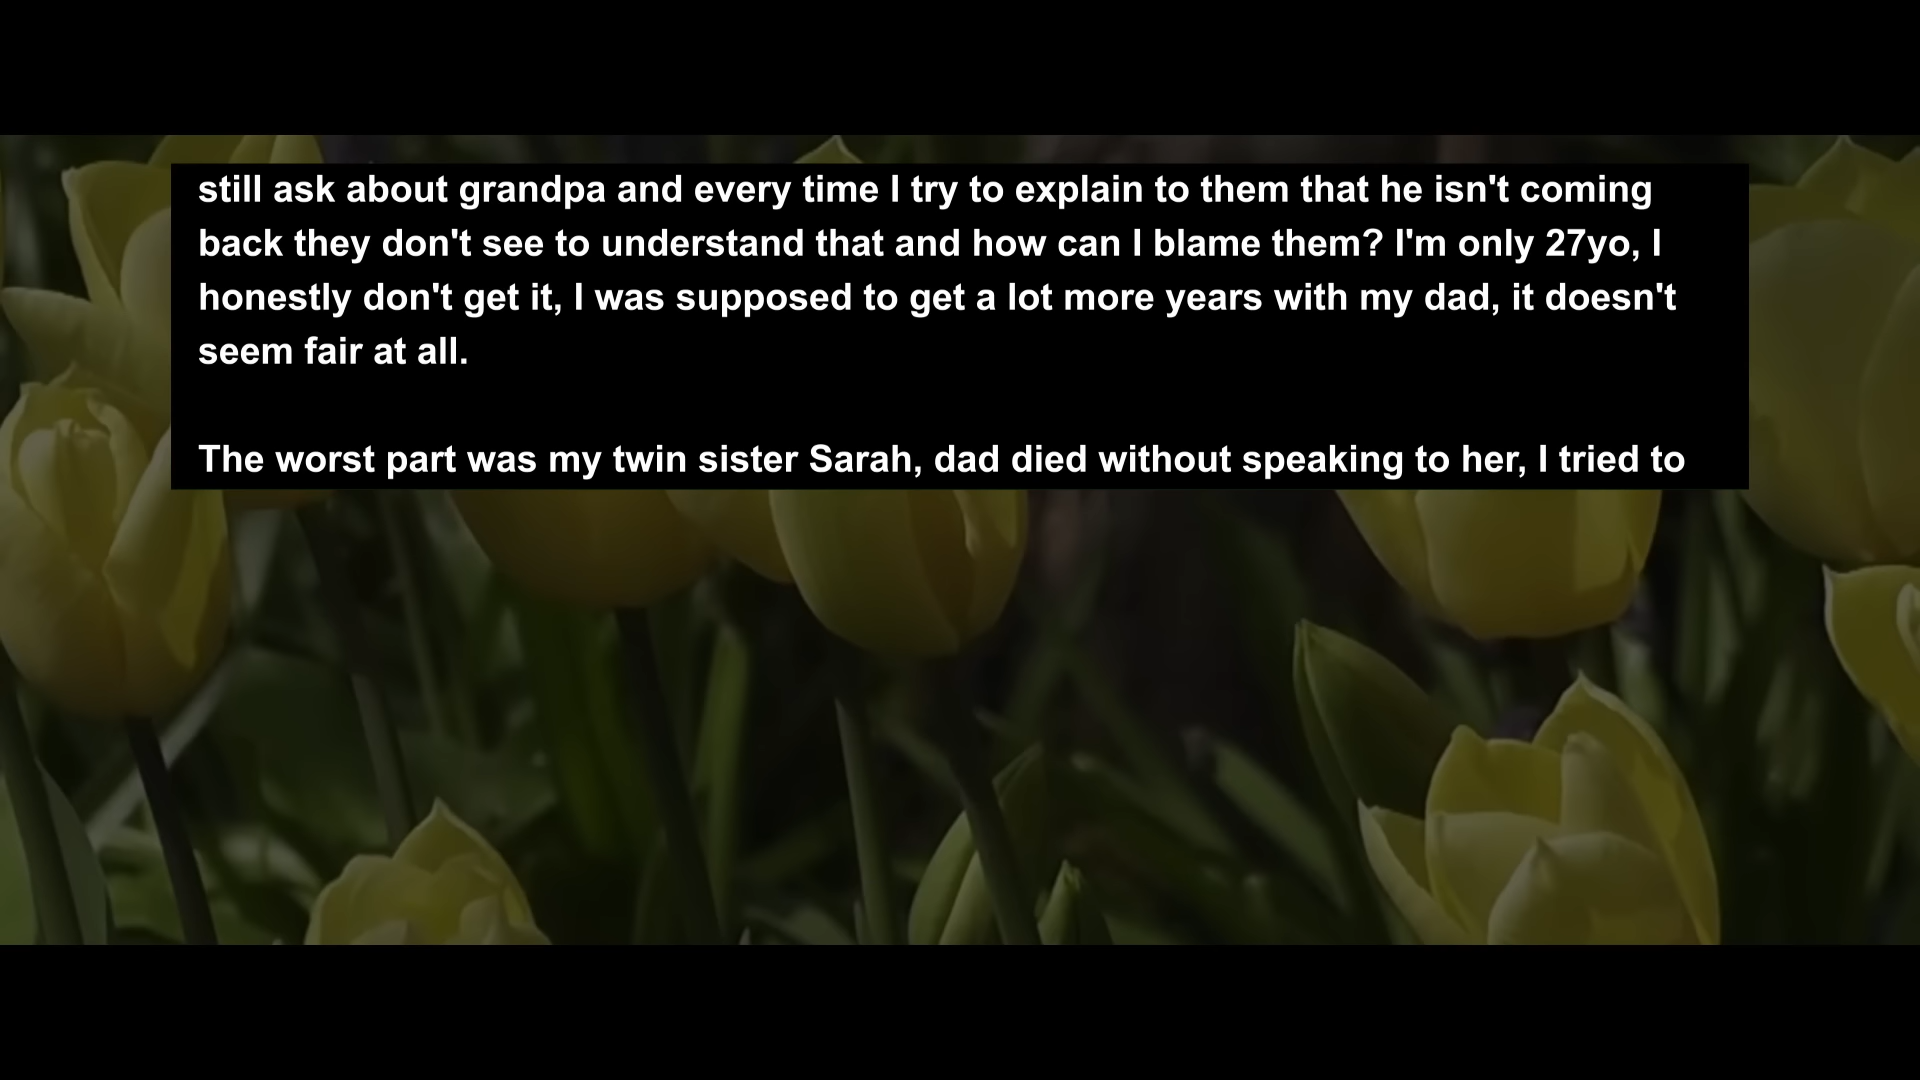 still ask about grandpa and every time I try to explain to them that he isn't coming
back they don't see to understand that and how can I blame them? I'm only 27yo, I
honestly don't get it, I was supposed to get a lot more years with my dad, it doesn't
seem fair at all.
The worst part was my twin sister Sarah, dad died without speaking to her, I tried to